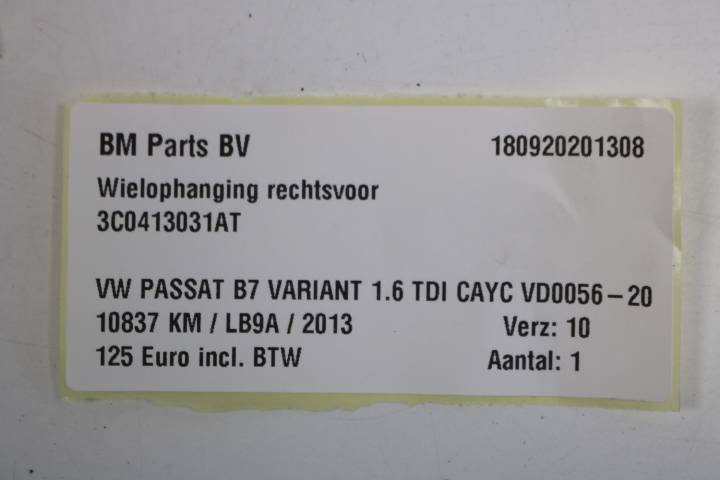 BM Parts BV 180920201308
Wielophanging rechtsvoor
3C0413031AT
VW PASSAT B7 VARIANT 1.6 TDI CAYC VD0056-20
10837 KM / LB9A / 2013 Verz: 10
125 Euro incl. BTW Aantal: 1